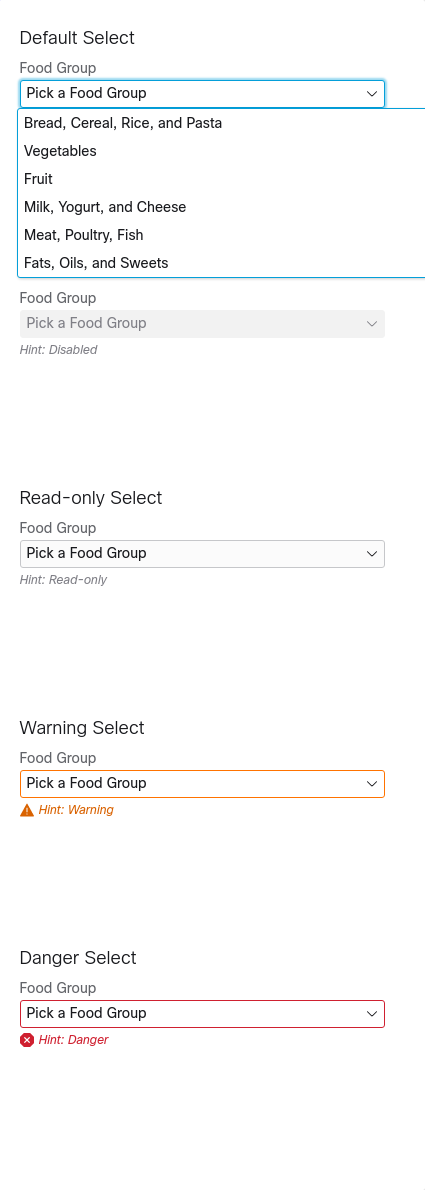 Default Select
Food Group
Pick a Food Group
Bread, Cereal, Rice, and Pasta
Vegetables
Fruit
Milk, Yogurt, and Cheese
Meat, Poultry, Fish
Fats, Oils, and Sweets
Food Group
Pick a Food Group
Hint: Disabled
Read-only Select
Food Group
Pick a Food Group
Hint: Read-only
Warning Select
Food Group
Pick a Food Group
Hint: Warning
Danger Select
Food Group
Pick a Food Group
Hint: Danger